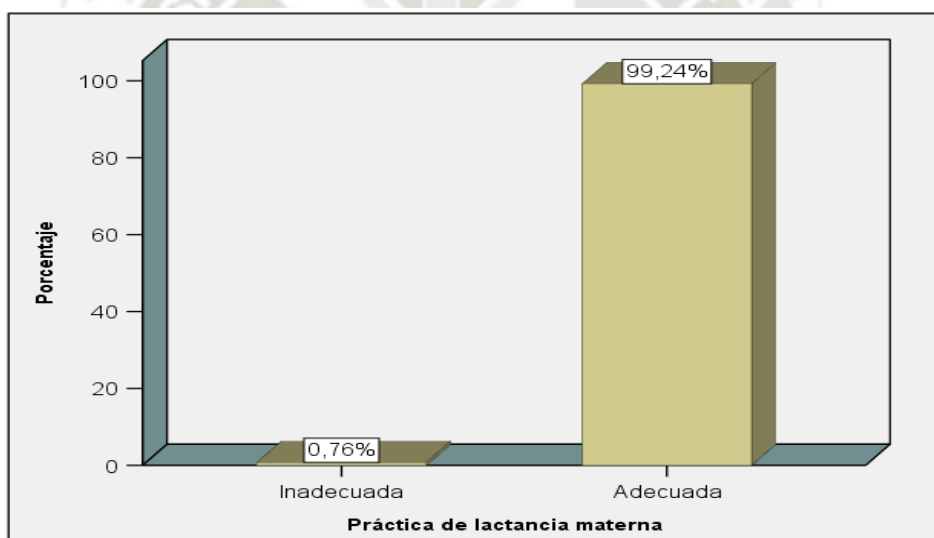 Porcentaje
100
80
60
40
20
0
0,76%
99,24%
Inadecuada
Adecuada
Práctica de lactancia materna